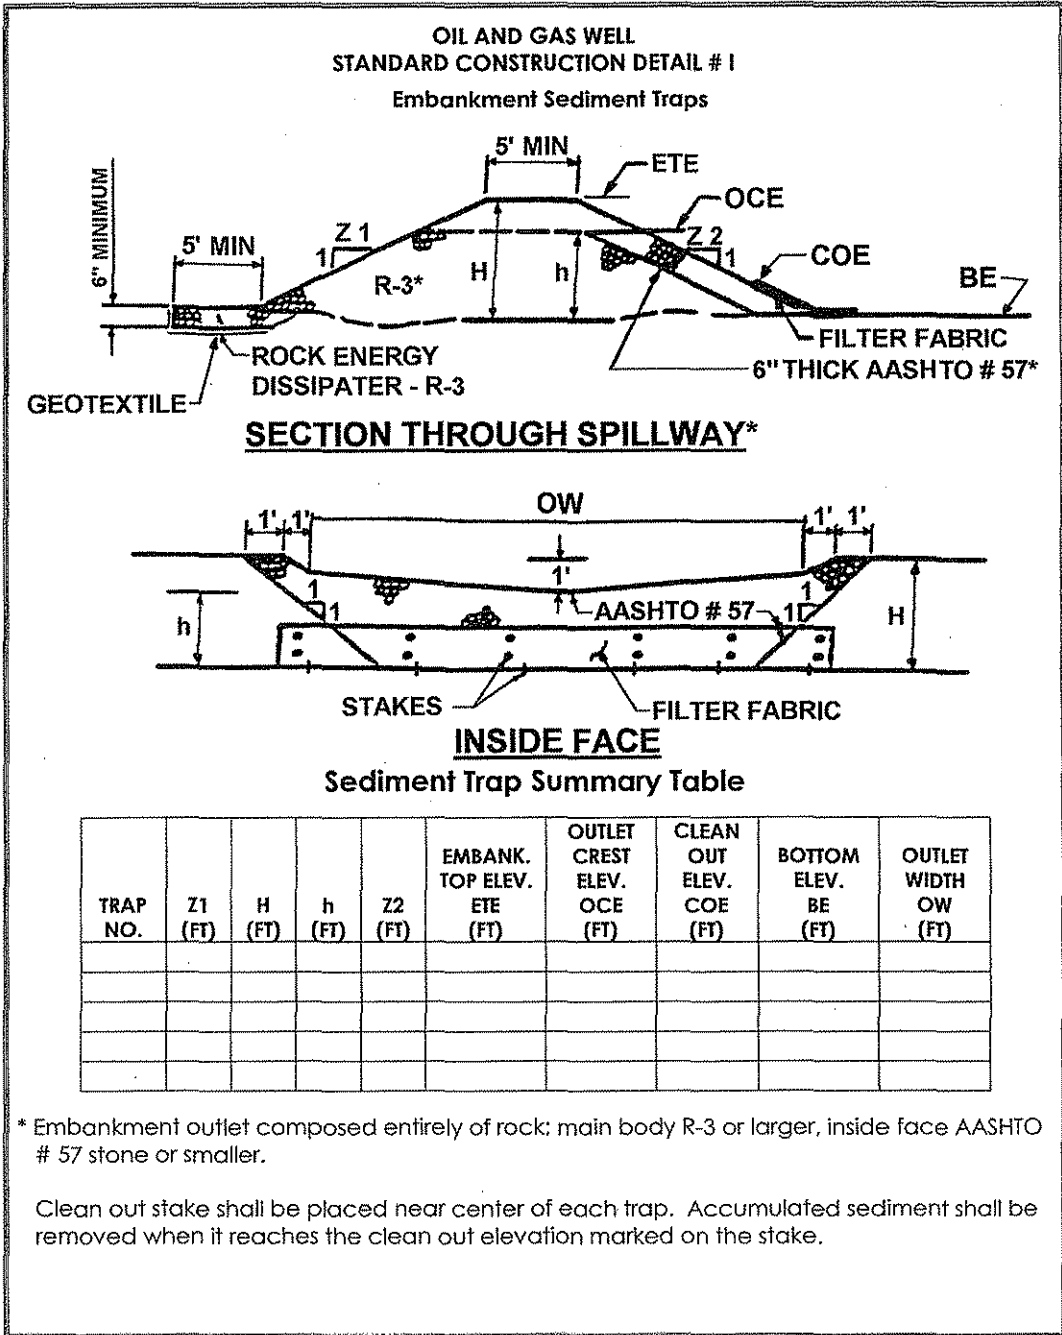 OIL AND GAS WELL
STANDARD CONSTRUCTION DETAIL # I
Embankment Sediment Traps
5' MIN
ETE
OCE
6" MINIMUM
5' MIN
Z 1
1
Z 2
1
COE
BE
R-3*
H
h
FILTER FABRIC
ROCK ENERGY
DISSIPATER - R-3
6" THICK AASHTO # 57*
GEOTEXTILE
SECTION THROUGH SPILLWAY*
OW
1' 1'
1' 1'
1'
1
1
AASHTO # 57
1
1
h
H
STAKES
FILTER FABRIC
INSIDE FACE
Sediment Trap Summary Table
TRAP NO.
Z1 (FT)
H (FT)
h (FT)
Z2 (FT)
EMBANK. TOP ELEV. ETE (FT)
OUTLET CREST ELEV. OCE (FT)
CLEAN OUT ELEV. COE (FT)
BOTTOM ELEV. BE (FT)
OUTLET WIDTH OW (FT)
* Embankment outlet composed entirely of rock: main body R-3 or larger, inside face AASHTO
# 57 stone or smaller.
Clean out stake shall be placed near center of each trap. Accumulated sediment shall be
removed when it reaches the clean out elevation marked on the stake.